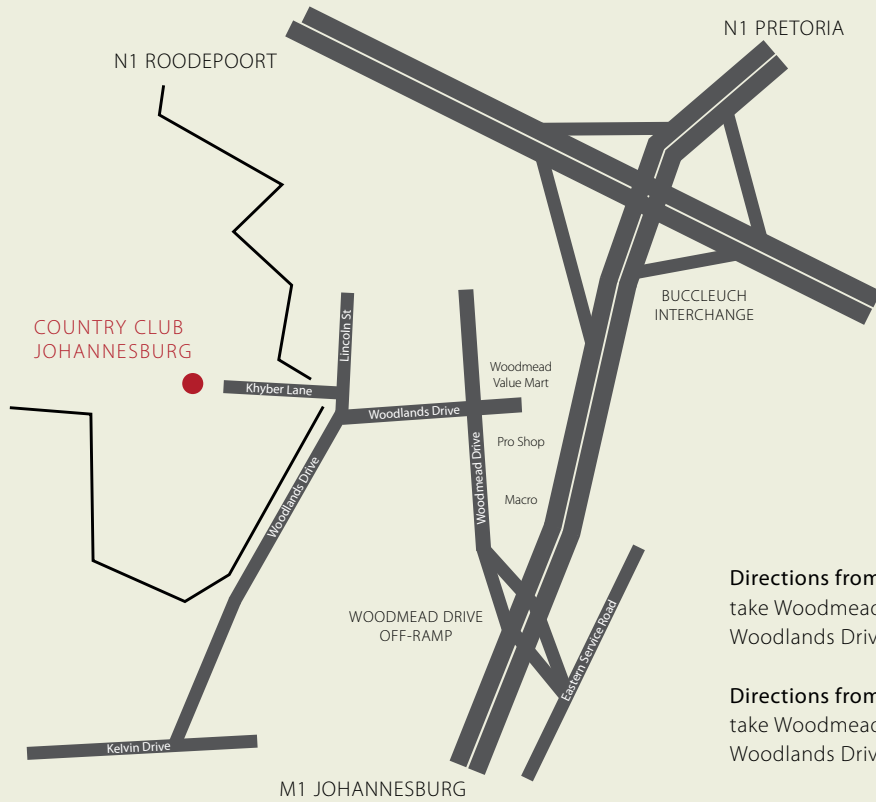 N1 PRETORIA
N1 ROODEPOORT
BUCCLEUCH
INTERCHANGE
COUNTRY CLUB
JOHANNESBURG
Lincoln St
Khyber Lane
Woodmead
Value Mart
Woodlands Drive
Pro Shop
Woodmead Drive
Woodlands Drive
Macro
WOODMEAD DRIVE
OFF-RAMP
Eastern Service Road
Kelvin Drive
M1 JOHANNESBURG
Directions from
take Woodmead
Woodlands Driv
Directions from
take Woodmead
Woodlands Driv